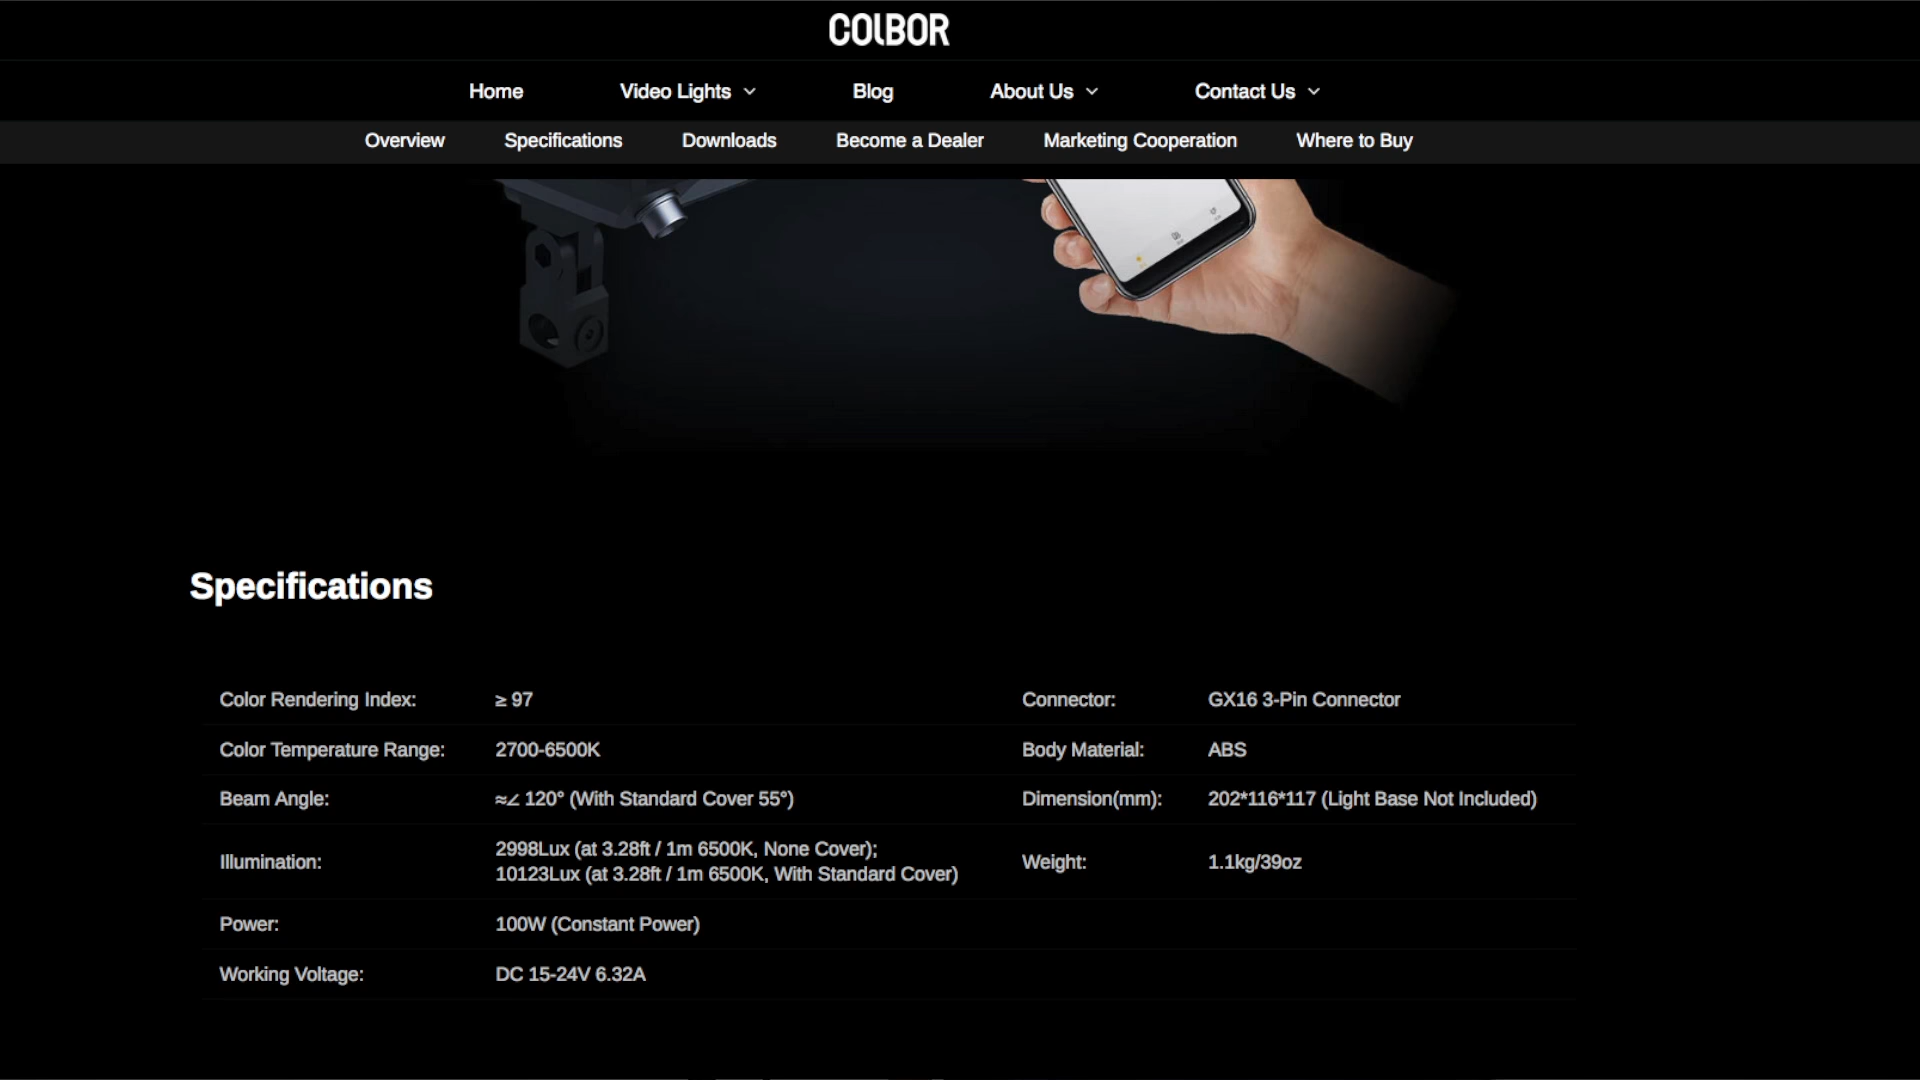 COLBOR
Home Video Lights Blog About Us Contact Us
Overview Specifications Downloads Become a Dealer Marketing Cooperation Where to Buy
Specifications
Color Rendering Index: ≥ 97 Connector: GX16 3-Pin Connector
Color Temperature Range: 2700-6500K Body Material: ABS
Beam Angle: ≈∠ 120° (With Standard Cover 55°) Dimension(mm): 202*116*117 (Light Base Not Included)
Illumination: 2998Lux (at 3.28ft / 1m 6500K, None Cover);
10123Lux (at 3.28ft / 1m 6500K, With Standard Cover) Weight: 1.1kg/39oz
Power: 100W (Constant Power)
Working Voltage: DC 15-24V 6.32A